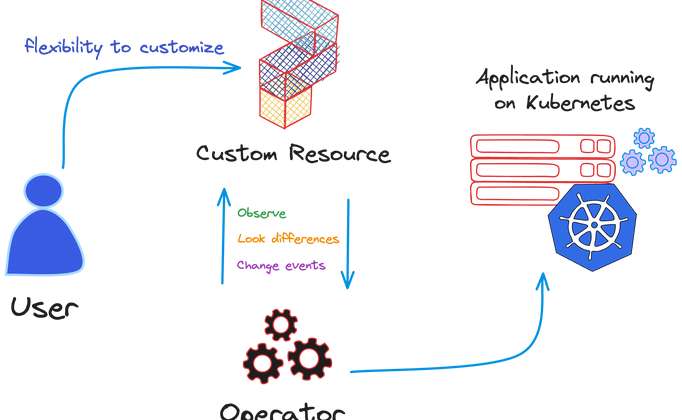 flexibility to customize
Application running
on Kubernetes
Custom Resource
Observe
Look differences
Change events
User
Operator